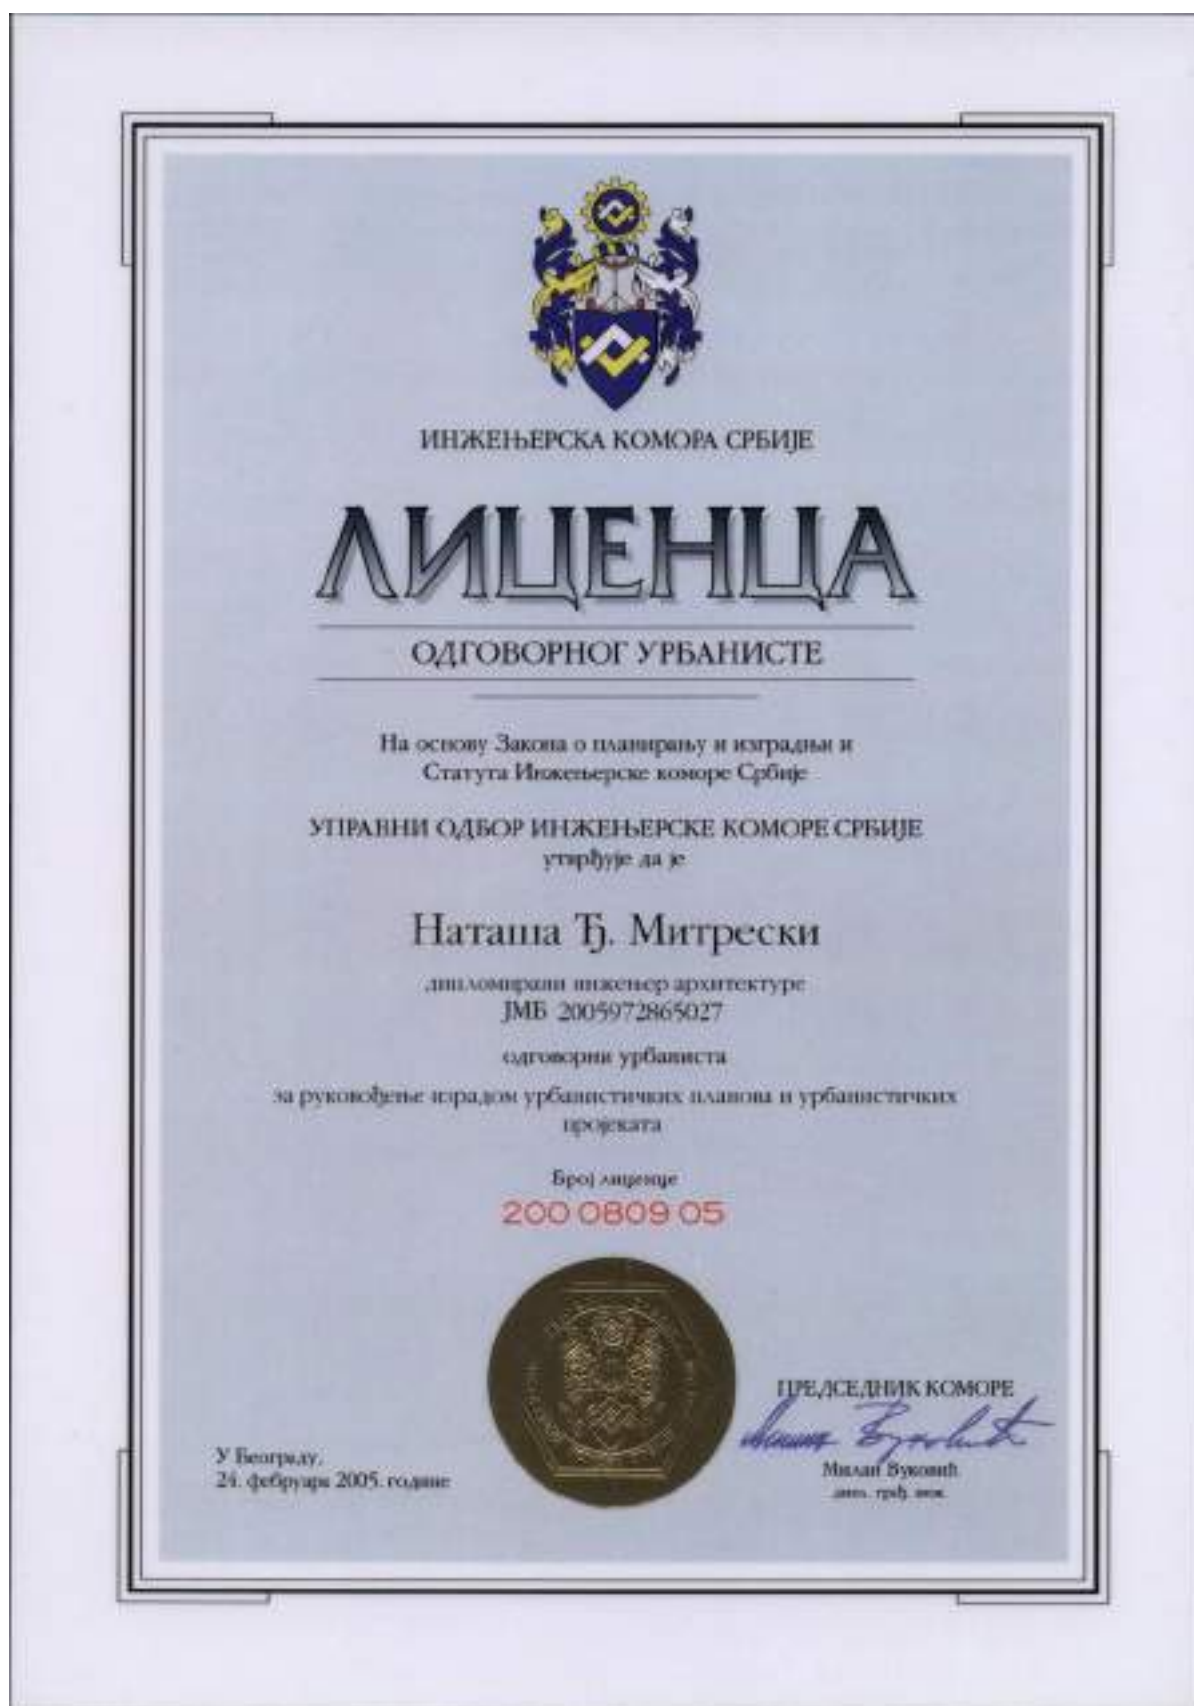 ИНЖЕЊЕРСКА КОМОРА СРБИЈЕ
ЛИЦЕНЦА
ОДГОВОРНОГ УРБАНИСТЕ
На основу Закона о планирању и изградњи и
Статута Инжењерске коморе Србије
УПРАВНИ ОДБОР ИНЖЕЊЕРСКЕ КОМОРЕ СРБИЈЕ
утврђује да је
Наташа Ђ. Митрески
дипломирани инжењер архитектуре
ЈМБ 2005972865027
одговорни урбаниста
за руковођење израдом урбанистичких планова и урбанистичких
пројеката
Број лиценце
200 0809 05
ПРЕДСЕДНИК КОМОРЕ
Милан Вуковић
дипл. грађ. инж.
У Београду,
24. фебруара 2005. године